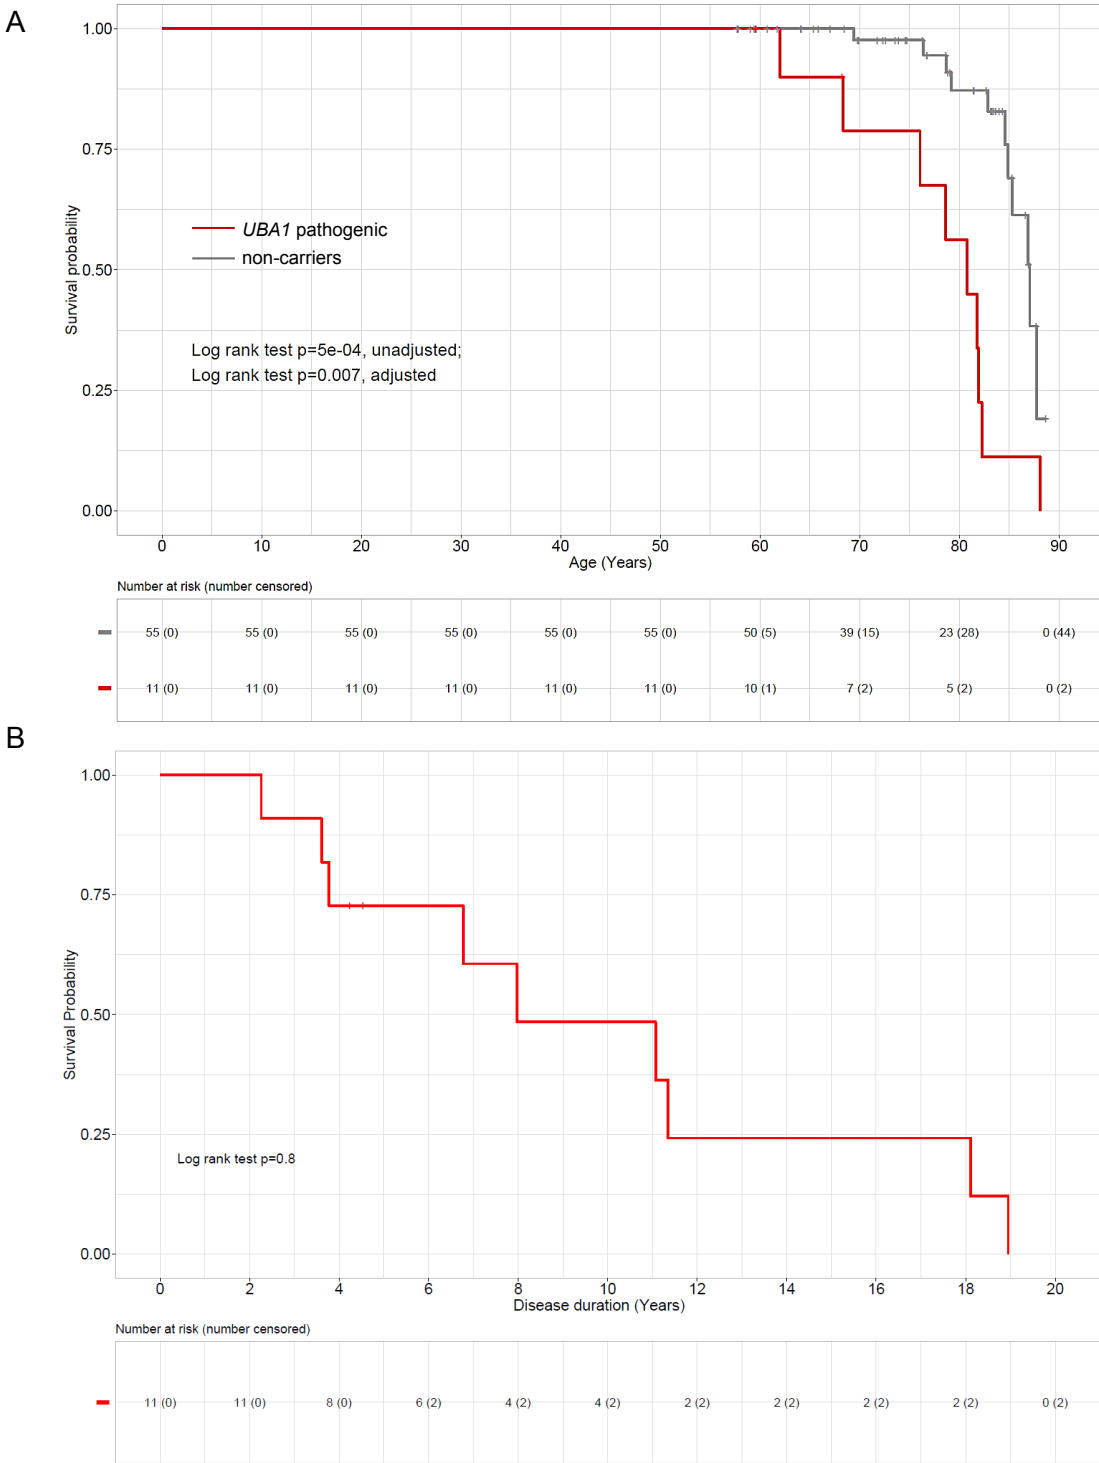 A
1.00
0.75
0.50
0.25
0.00
Survival probability
UBA1 pathogenic
non-carriers
Log rank test p=5e-04, unadjusted;
Log rank test p=0.007, adjusted
0 10 20 30 40 50 60 70 80 90
Age (Years)
Number at risk (number censored)
55 (0) 55 (0) 55 (0) 55 (0) 55 (0) 55 (0) 50 (5) 39 (15) 23 (28) 0 (44)
11 (0) 11 (0) 11 (0) 11 (0) 11 (0) 11 (0) 10 (1) 7 (2) 5 (2) 0 (2)
B
1.00
0.75
0.50
0.25
0.00
Survival Probability
Log rank test p=0.8
0 2 4 6 8 10 12 14 16 18 20
Disease duration (Years)
Number at risk (number censored)
11 (0) 11 (0) 8 (0) 6 (2) 4 (2) 4 (2) 2 (2) 2 (2) 2 (2) 2 (2) 0 (2)